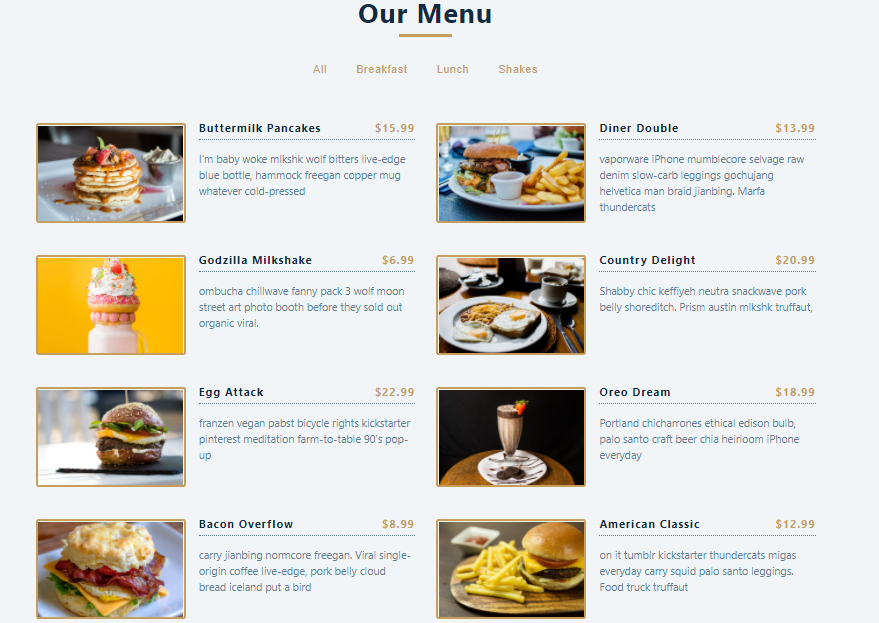 Our Menu
All Breakfast Lunch Shakes
Buttermilk Pancakes $15.99
I'm baby woke mlkshk wolf bitters live-edge
blue bottle, hammock freegan copper mug
whatever cold-pressed
Diner Double $13.99
vaporware iPhone mumblecore selvage raw
denim slow-carb leggings gochujang
helvetica man braid jianbing. Marfa
thundercats
Godzilla Milkshake $6.99
ombucha chillwave fanny pack 3 wolf moon
street art photo booth before they sold out
organic viral.
Country Delight $20.99
Shabby chic keffiyeh neutra snackwave pork
belly shoreditch. Prism austin mlkshk truffaut,
Egg Attack $22.99
franzen vegan pabst bicycle rights kickstarter
pinterest meditation farm-to-table 90's pop-
up
Oreo Dream $18.99
Portland chicharrones ethical edison bulb,
palo santo craft beer chia heirloom iPhone
everyday
Bacon Overflow $8.99
carry jianbing normcore freegan. Viral single-
origin coffee live-edge, pork belly cloud
bread iceland put a bird
American Classic $12.99
on it tumblr kickstarter thundercats migas
everyday carry squid palo santo leggings.
Food truck truffaut